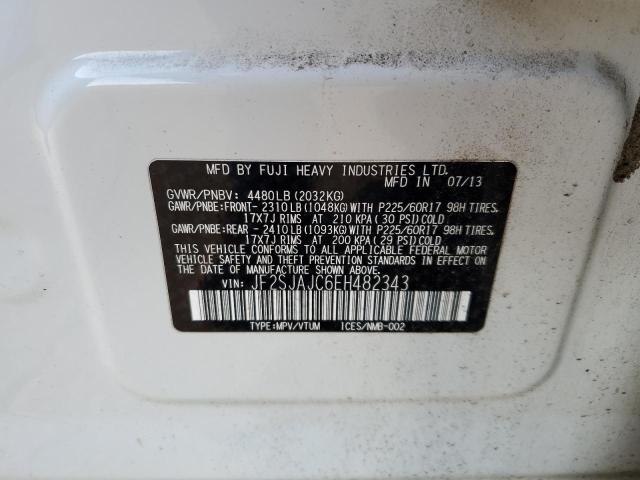 MFD BY FUJI HEAVY INDUSTRIES LTD.
MFD IN 07/13
GVWR/PNBV: 4480LB(2032KG)
GAWR/PNBE:FRONT-2310LB(1048KG)WITH P225/60R17 98H TIRES,
17X7J RIMS AT 210 KPA(30 PSI)COLD
GAWR/PNBE:REAR -2410LB(1093KG)WITH P225/60R17 98H TIRES,
17X7J RIMS AT 200 KPA(29 PSI)COLD
THIS VEHICLE CONFORMS TO ALL APPLICABLE FEDERAL MOTOR
VEHICLE SAFETY AND THEFT PREVENTION STANDARDS IN EFFECT ON
THE DATE OF MANUFACTURE SHOWN ABOVE.
VIN: JF2SJAJC6EH482343
TYPE:MPV/VTUM ICES/NMB-002